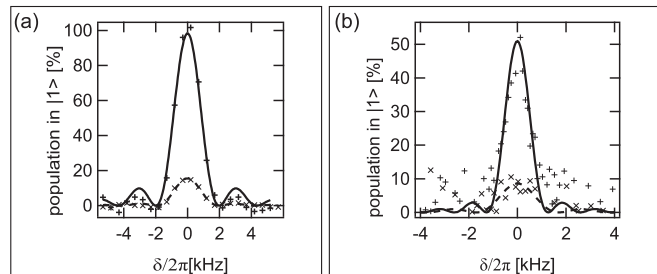 (a)
population in |1> [%]
100
80
60
40
20
0
-4 -2 0 2 4
δ/2π[kHz]
(b)
population in |1> [%]
50
40
30
20
10
0
-4 -2 0 2 4
δ/2π [kHz]